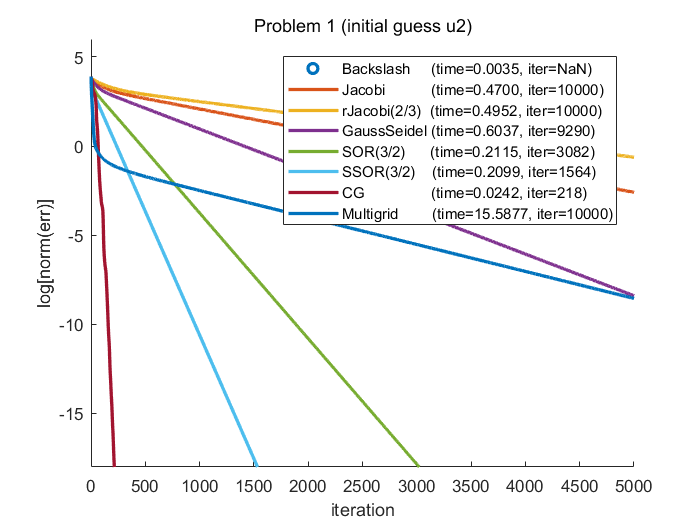 Problem 1 (initial guess u2)
Backslash (time=0.0035, iter=NaN)
Jacobi (time=0.4700, iter=10000)
rJacobi(2/3) (time=0.4952, iter=10000)
GaussSeidel (time=0.6037, iter=9290)
SOR(3/2) (time=0.2115, iter=3082)
SSOR(3/2) (time=0.2099, iter=1564)
CG (time=0.0242, iter=218)
Multigrid (time=15.5877, iter=10000)
log[norm(err)]
5
0
-5
-10
-15
0 500 1000 1500 2000 2500 3000 3500 4000 4500 5000
iteration